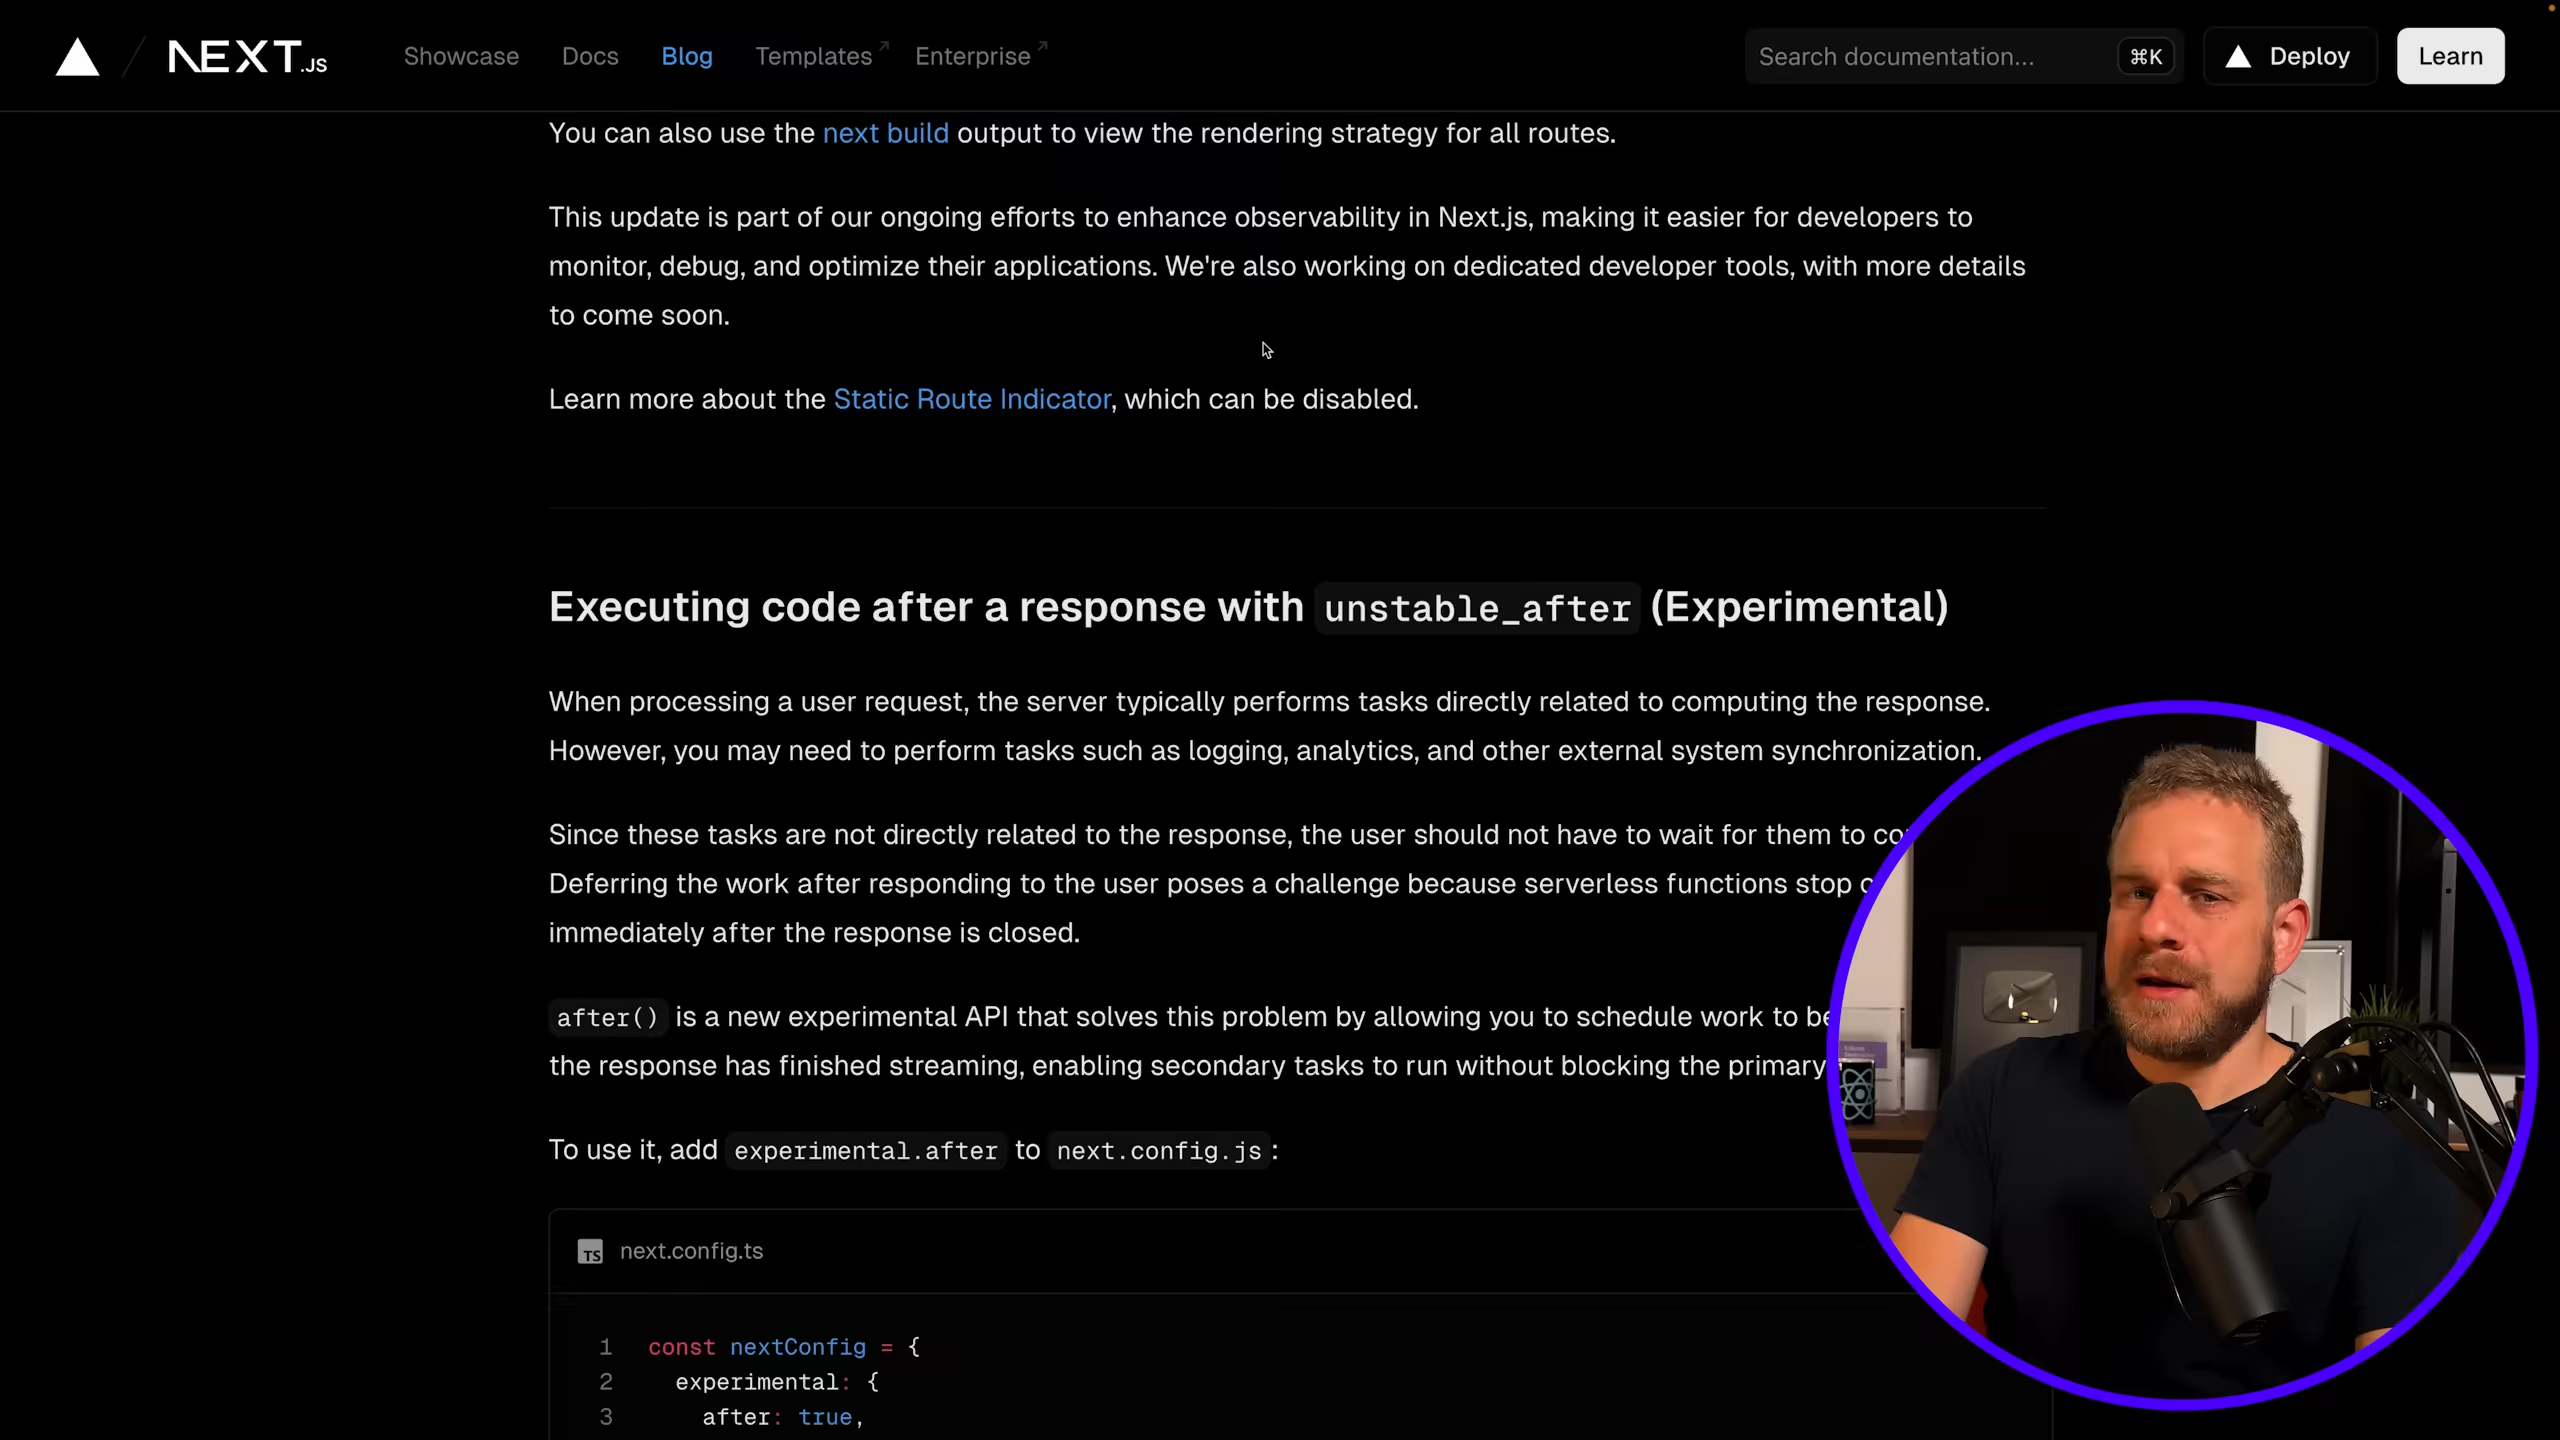 NEXT.JS
Showcase Docs Blog Templates Enterprise
Search documentation... ⌘K Deploy Learn
You can also use the next build output to view the rendering strategy for all routes.
This update is part of our ongoing efforts to enhance observability in Next.js, making it easier for developers to
monitor, debug, and optimize their applications. We're also working on dedicated developer tools, with more details
to come soon.
Learn more about the Static Route Indicator, which can be disabled.
Executing code after a response with unstable_after (Experimental)
When processing a user request, the server typically performs tasks directly related to computing the response.
However, you may need to perform tasks such as logging, analytics, and other external system synchronization.
Since these tasks are not directly related to the response, the user should not have to wait for them to
Deferring the work after responding to the user poses a challenge because serverless functions stop
immediately after the response is closed.
after() is a new experimental API that solves this problem by allowing you to schedule work to be
the response has finished streaming, enabling secondary tasks to run without blocking the primary
To use it, add experimental.after to next.config.js:
TS next.config.ts
1 const nextConfig = {
2 experimental: {
3 after: true,